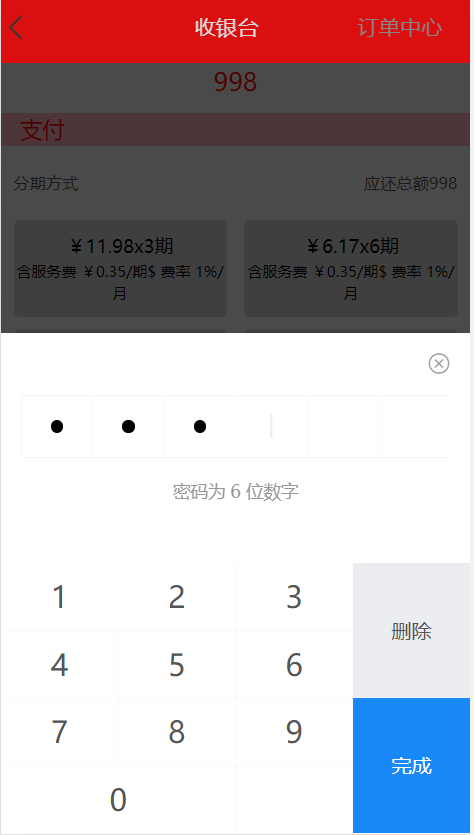 收银台 订单中心
998
支付
分期方式 应还总额998
￥11.98x3期 ￥6.17x6期
含服务费 ￥0.35/期$ 费率 1%/月 含服务费 ￥0.35/期$ 费率 1%/月
密码为 6 位数字
1 2 3
删除
4 5 6
7 8 9
完成
0